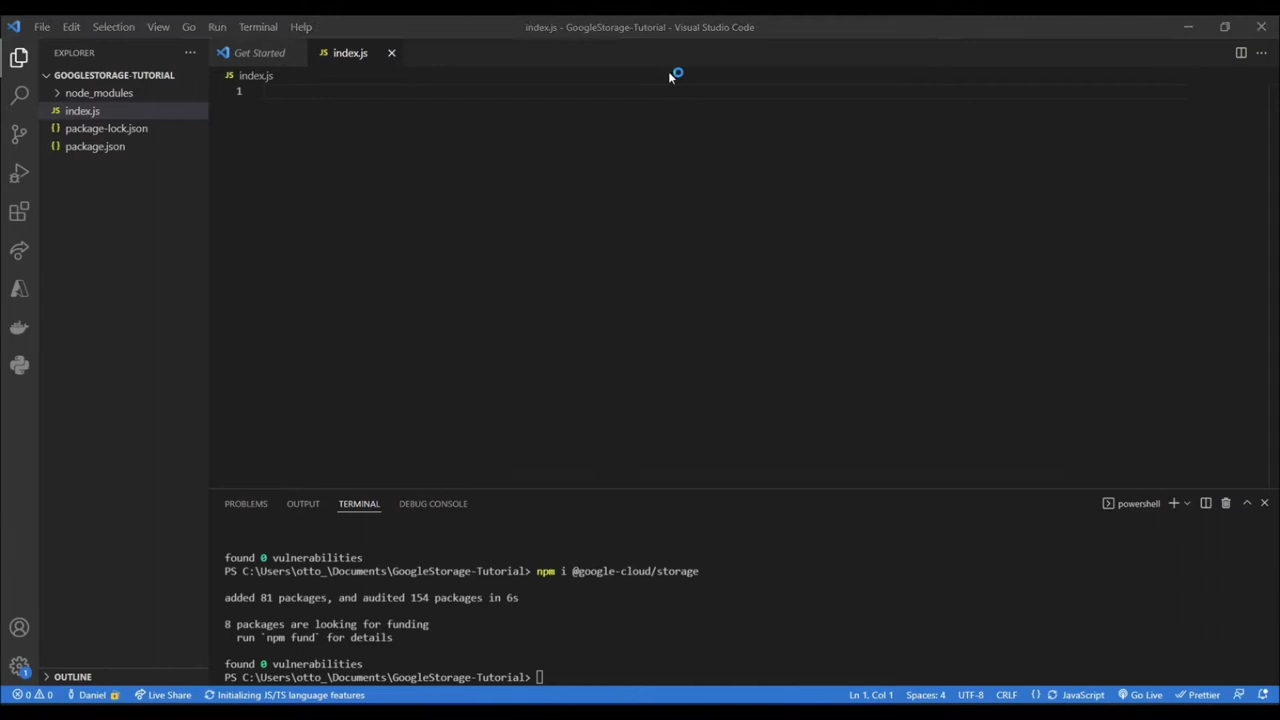 File Edit Selection View Go Run Terminal Help
index.js - GoogleStorage-Tutorial - Visual Studio Code
EXPLORER
GOOGLESTORAGE-TUTORIAL
node_modules
JS index.js
{} package-lock.json
{} package.json
OUTLINE
Get Started
JS index.js
JS index.js
1
PROBLEMS OUTPUT TERMINAL DEBUG CONSOLE
powershell
found 0 vulnerabilities
PS C:\Users\otto_\Documents\GoogleStorage-Tutorial> npm i @google-cloud/storage
added 81 packages, and audited 154 packages in 6s
8 packages are looking for funding
run `npm fund` for details
found 0 vulnerabilities
PS C:\Users\otto_\Documents\GoogleStorage-Tutorial>
1
0 0 Daniel Live Share Initializing JS/TS language features Ln 1, Col 1 Spaces: 4 UTF-8 CRLF {} JavaScript Go Live Prettier